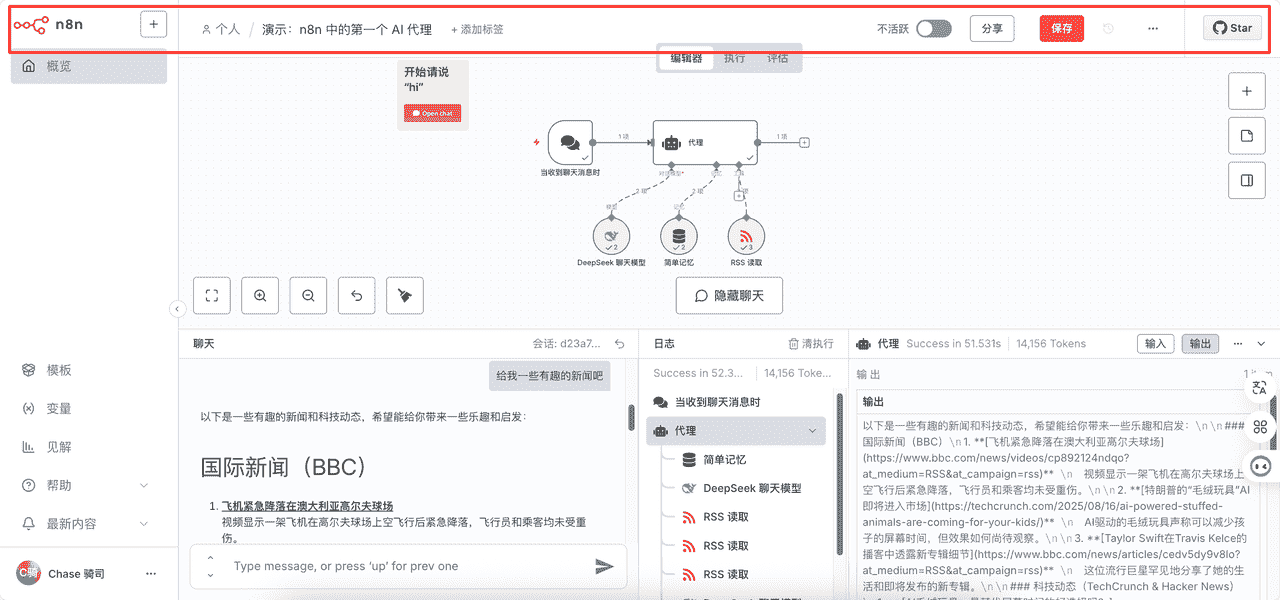 n8n
+
个人 / 演示：n8n 中的第一个 AI 代理 + 添加标签
不活跃
分享
保存
...
Star
概览
编辑器 执行 评估
开始请说
“hi”
Open chat
1 项
代理
1 项
当收到聊天消息时
对话模型*
记忆
工具
2 项
2 项
模型
记忆
2
2
3
DeepSeek 聊天模型
简单记忆
RSS 读取
隐藏聊天
模板
变量
见解
帮助
最新内容
Chase 骑司
...
聊天
会话: d23a7...
给我一些有趣的新闻吧
以下是一些有趣的新闻和科技动态，希望能给你带来一些乐趣和启发：
国际新闻（BBC）
1. 飞机紧急降落在澳大利亚高尔夫球场
视频显示一架飞机在高尔夫球场上空飞行后紧急降落，飞行员和乘客均未受重
伤。
Type message, or press ‘up’ for prev one
日志
清执行
Success in 52.3...
14,156 Toke...
当收到聊天消息时
代理
简单记忆
DeepSeek 聊天模型
RSS 读取
RSS 读取
RSS 读取
代理 Success in 51.531s 14,156 Tokens
输入
输出
...
输出
输出
以下是一些有趣的新闻和科技动态，希望能给你带来一些乐趣和启发：\n\n###
国际新闻（BBC）\n1. **[飞机紧急降落在澳大利亚高尔夫球场]
(https://www.bbc.com/news/videos/cp892124ndqo?
at_medium=RSS&at_campaign=rss)** \n 视频显示一架飞机在高尔夫球场上
空飞行后紧急降落，飞行员和乘客均未受重伤。\n\n2. **[特朗普的“毛绒玩具”AI
即将进入市场](https://techcrunch.com/2025/08/16/ai-powered-stuffed-
animals-are-coming-for-your-kids/)** \n AI驱动的毛绒玩具声称可以减少孩
子的屏幕时间，但效果如何尚待观察。\n\n3. **[Taylor Swift在Travis Kelce的
播客中透露新专辑细节](https://www.bbc.com/news/articles/cedv5dy9v8lo?
at_medium=RSS&at_campaign=rss)** \n 这位流行巨星罕见地分享了她的生
活和即将发布的新专辑。\n\n### 科技动态（TechCrunch & Hacker News）